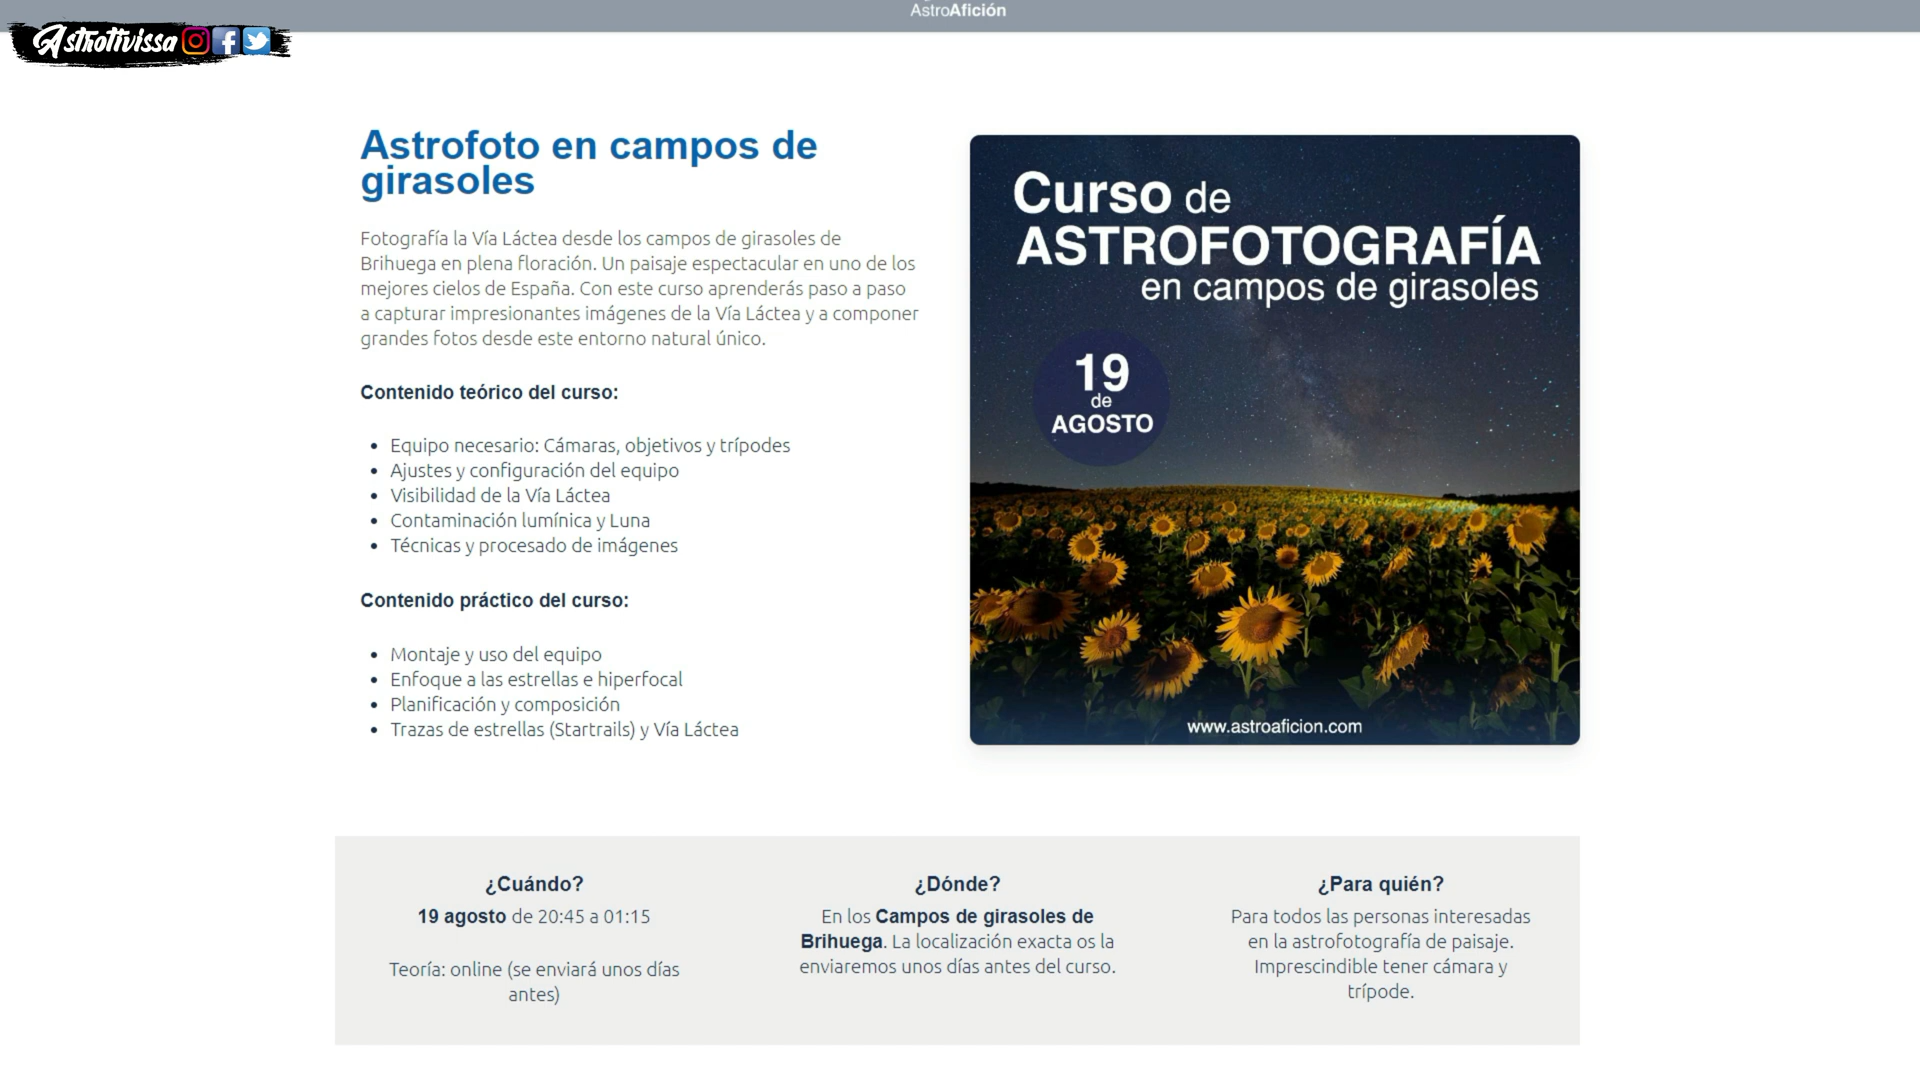 AstroAfición
Astrotivissa
Astrofoto en campos de
girasoles
Fotografía la Vía Láctea desde los campos de girasoles de
Brihuega en plena floración. Un paisaje espectacular en uno de los
mejores cielos de España. Con este curso aprenderás paso a paso
a capturar impresionantes imágenes de la Vía Láctea y a componer
grandes fotos desde este entorno natural único.
Contenido teórico del curso:
• Equipo necesario: Cámaras, objetivos y trípodes
• Ajustes y configuración del equipo
• Visibilidad de la Vía Láctea
• Contaminación lumínica y Luna
• Técnicas y procesado de imágenes
Contenido práctico del curso:
• Montaje y uso del equipo
• Enfoque a las estrellas e hiperfocal
• Planificación y composición
• Trazas de estrellas (Startrails) y Vía Láctea
Curso de
ASTROFOTOGRAFÍA
en campos de girasoles
19
de
AGOSTO
www.astroaficion.com
¿Cuándo?
19 agosto de 20:45 a 01:15
Teoría: online (se enviará unos días
antes)
¿Dónde?
En los Campos de girasoles de
Brihuega. La localización exacta os la
enviaremos unos días antes del curso.
¿Para quién?
Para todos las personas interesadas
en la astrofotografía de paisaje.
Imprescindible tener cámara y
trípode.